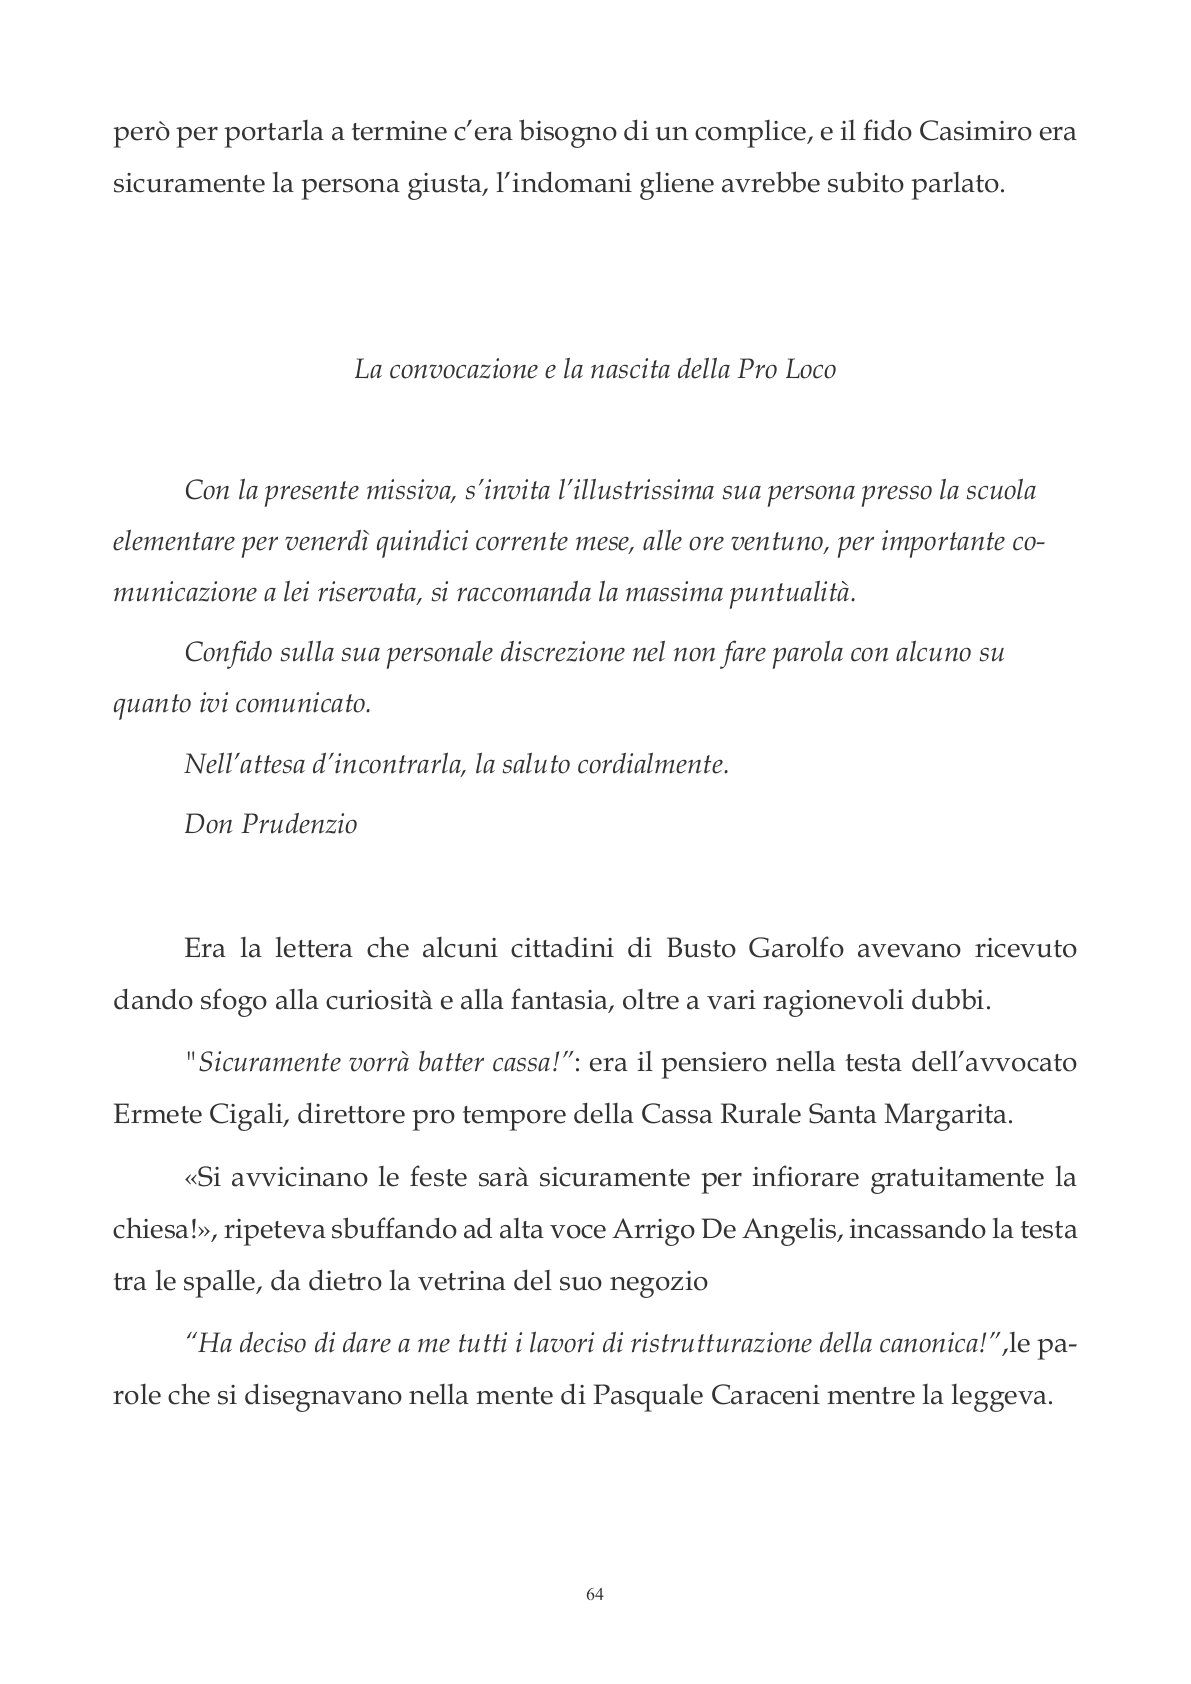 però per portarla a termine c’era bisogno di un complice, e il fido Casimiro era
sicuramente la persona giusta, l’indomani gliene avrebbe subito parlato.
La convocazione e la nascita della Pro Loco
Con la presente missiva, s’invita l’illustrissima sua persona presso la scuola
elementare per venerdì quindici corrente mese, alle ore ventuno, per importante co-
municazione a lei riservata, si raccomanda la massima puntualità.
Confido sulla sua personale discrezione nel non fare parola con alcuno su
quanto ivi comunicato.
Nell’attesa d’incontrarla, la saluto cordialmente.
Don Prudenzio
Era la lettera che alcuni cittadini di Busto Garolfo avevano ricevuto
dando sfogo alla curiosità e alla fantasia, oltre a vari ragionevoli dubbi.
"Sicuramente vorrà batter cassa!”: era il pensiero nella testa dell’avvocato
Ermete Cigali, direttore pro tempore della Cassa Rurale Santa Margarita.
«Si avvicinano le feste sarà sicuramente per infiorare gratuitamente la
chiesa!», ripeteva sbuffando ad alta voce Arrigo De Angelis, incassando la testa
tra le spalle, da dietro la vetrina del suo negozio
“Ha deciso di dare a me tutti i lavori di ristrutturazione della canonica!”,le pa-
role che si disegnavano nella mente di Pasquale Caraceni mentre la leggeva.
64